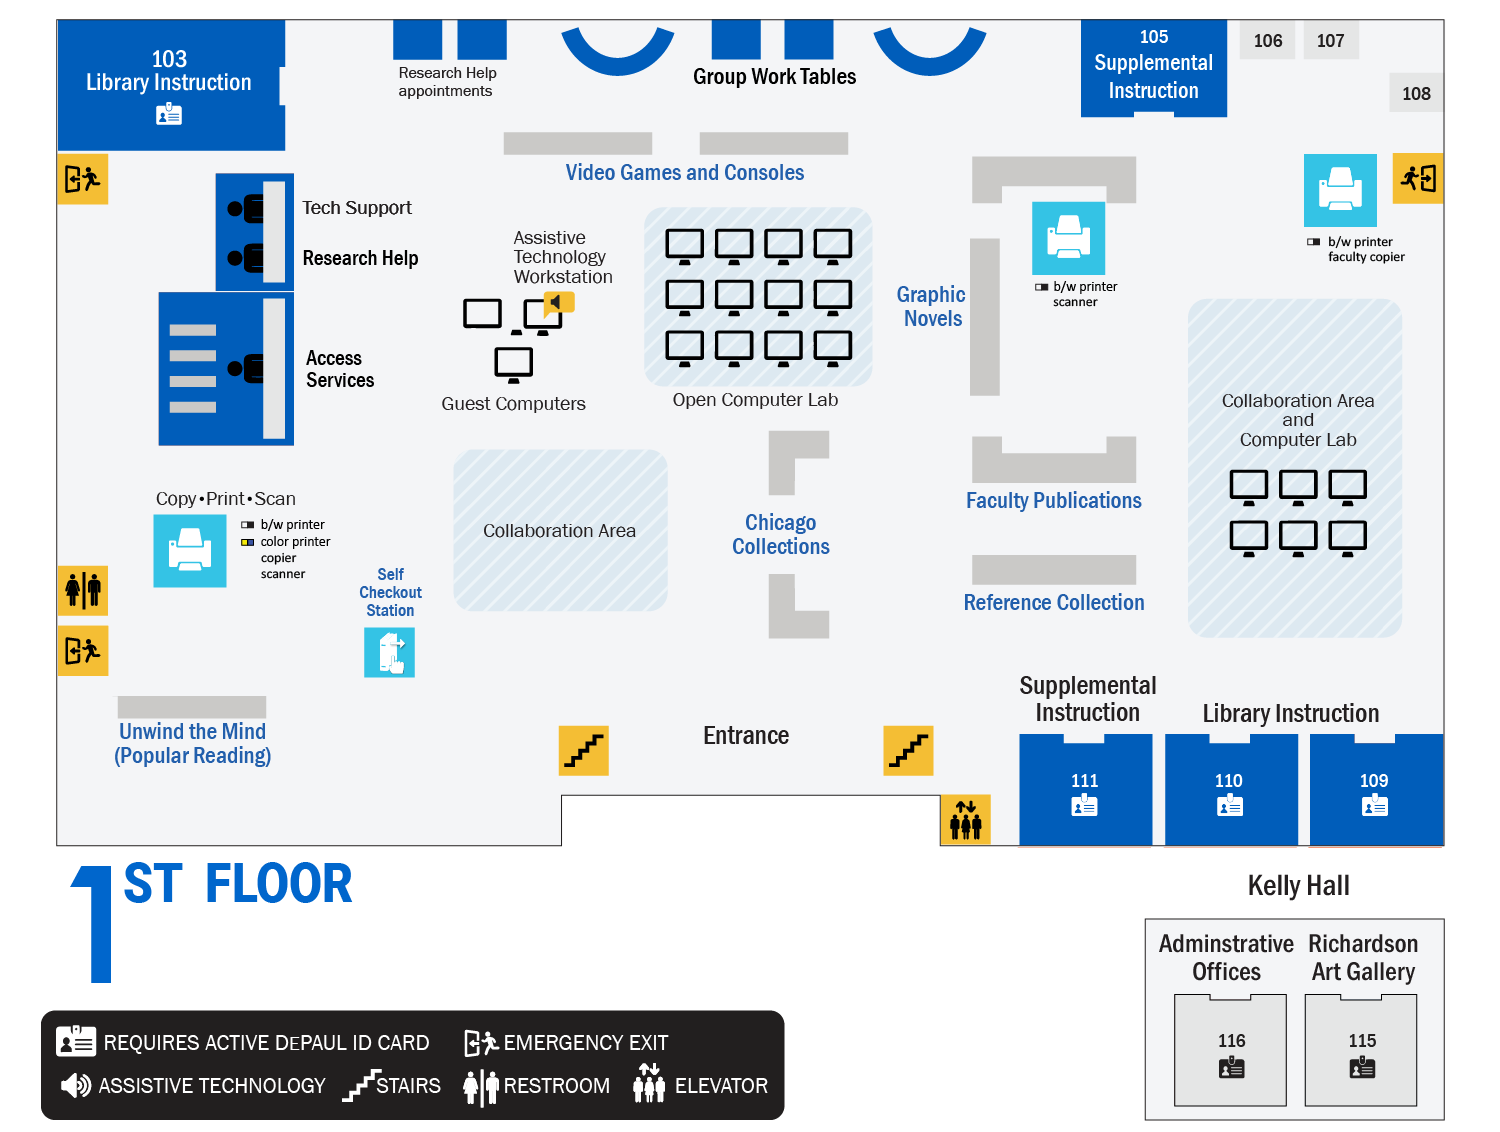 103
Library Instruction
Research Help
appointments
Group Work Tables
105
Supplemental
Instruction
106
107
108
Video Games and Consoles
Tech Support
Research Help
Assistive
Technology
Workstation
b/w printer
faculty copier
b/w printer
scanner
Graphic
Novels
Access
Services
Guest Computers
Open Computer Lab
Collaboration Area
and
Computer Lab
Copy•Print•Scan
b/w printer
color printer
copier
scanner
Collaboration Area
Chicago
Collections
Faculty Publications
Self
Checkout
Station
Reference Collection
Unwind the Mind
(Popular Reading)
Entrance
Supplemental
Instruction
Library Instruction
111
110
109
1ST FLOOR
Kelly Hall
Adminstrative
Offices
Richardson
Art Gallery
116
115
REQUIRES ACTIVE DePAUL ID CARD
EMERGENCY EXIT
ASSISTIVE TECHNOLOGY
STAIRS
RESTROOM
ELEVATOR